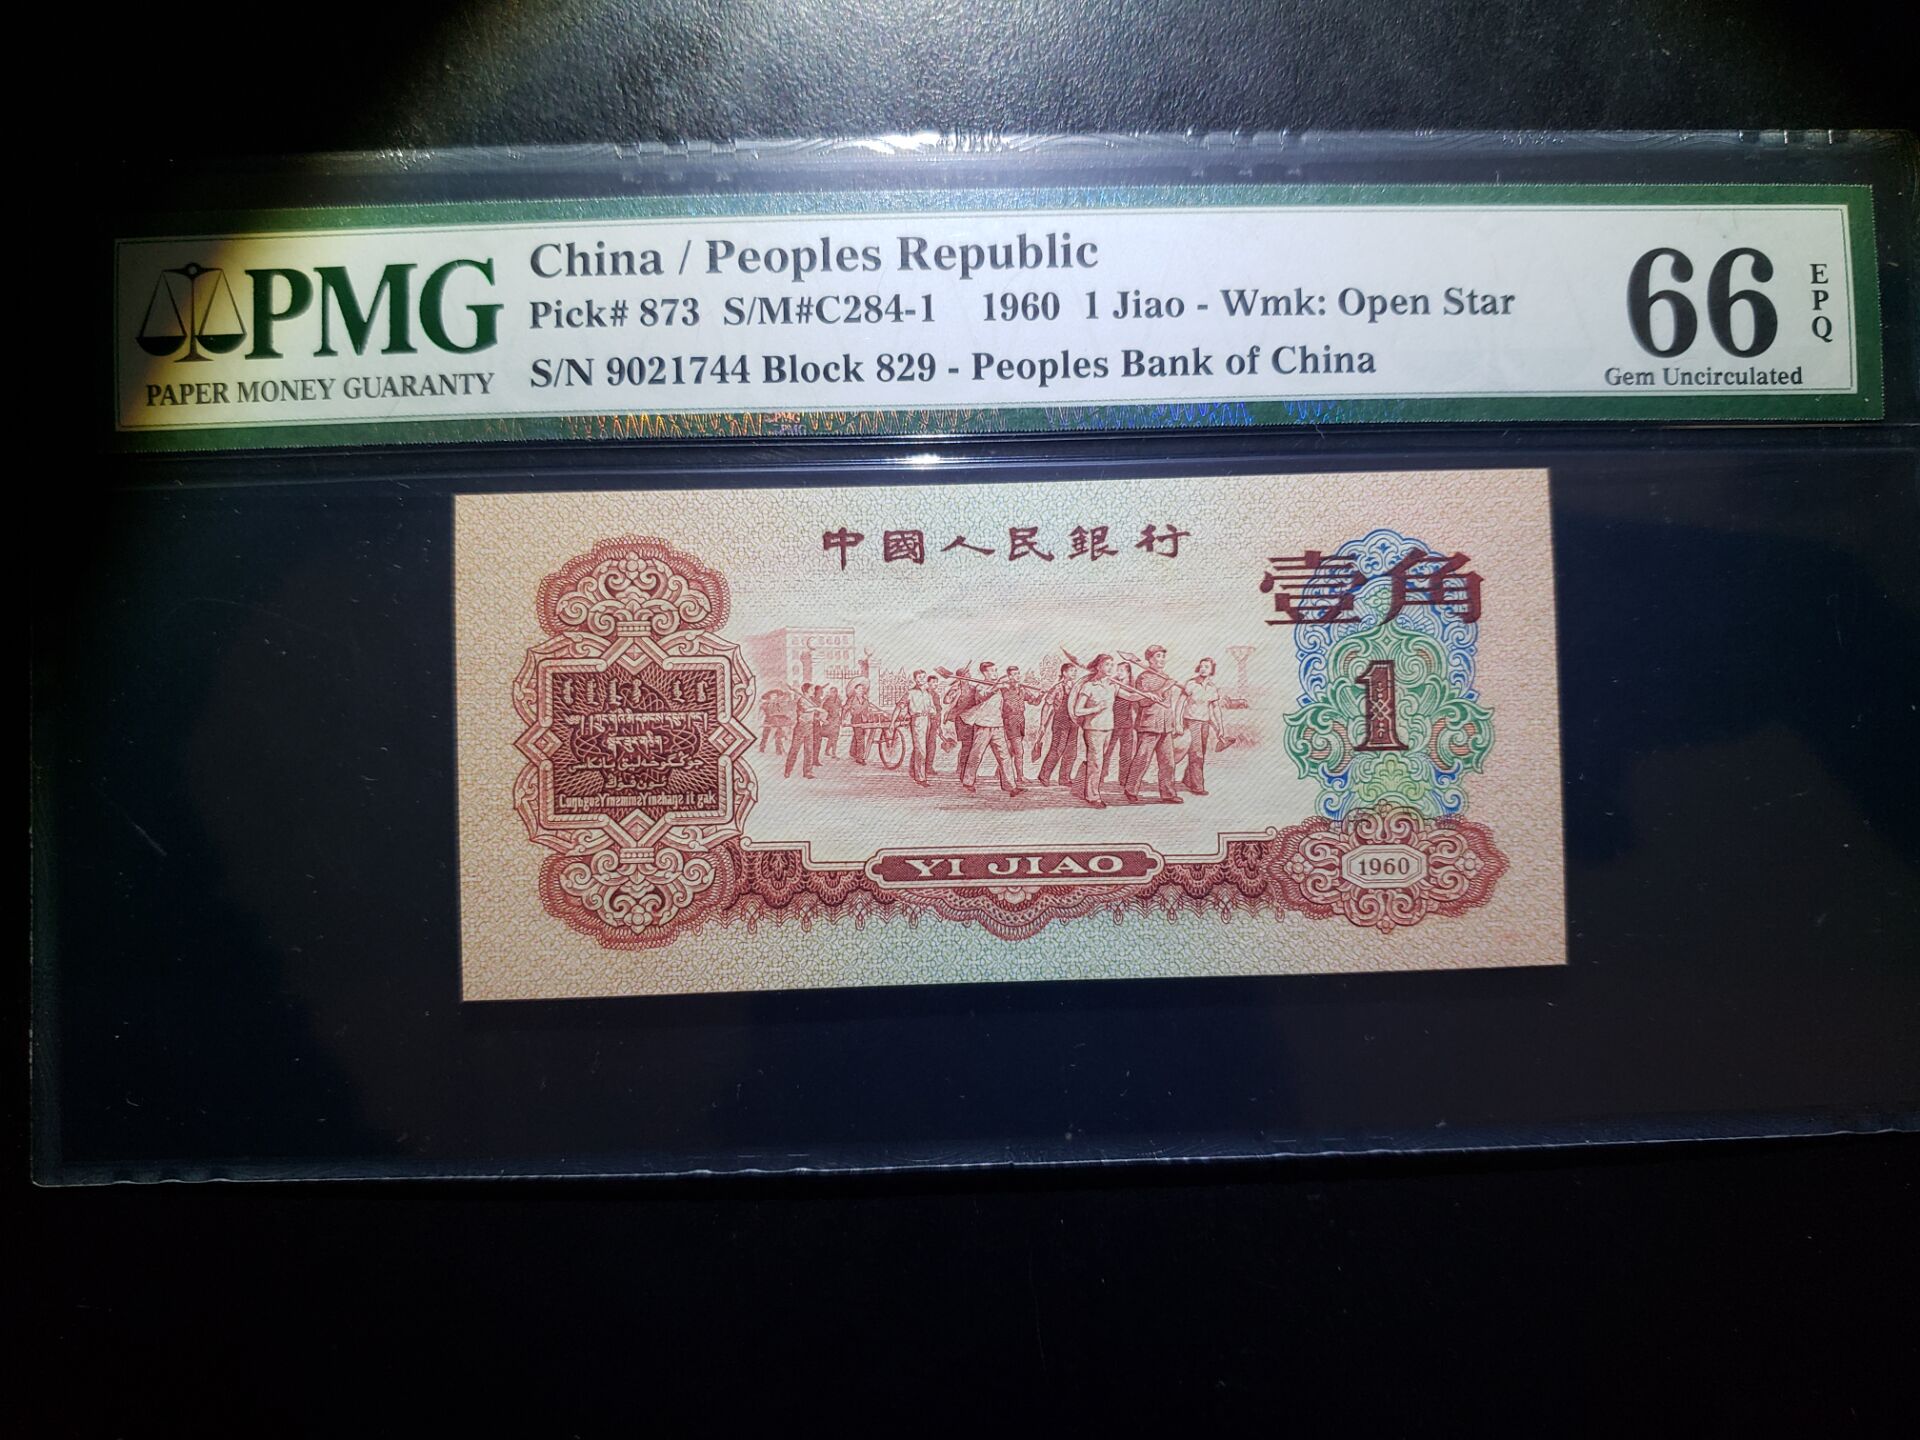 PMG
PAPER MONEY GUARANTY
China / Peoples Republic
Pick# 873 S/M#C284-1 1960 1 Jiao - Wmk: Open Star
S/N 9021744 Block 829 - Peoples Bank of China
66
EPQ
Gem Uncirculated
中國人民銀行
壹角
1
YI JIAO
1960